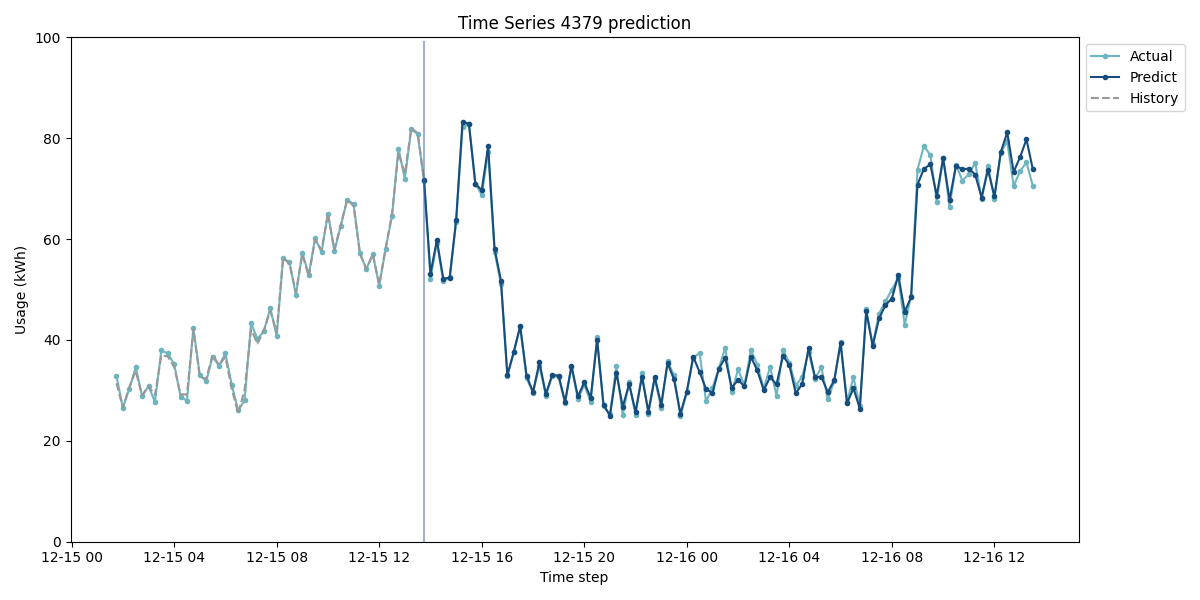 Time Series 4379 prediction
100
80
60
40
20
0
Usage (kWh)
12-15 00 12-15 04 12-15 08 12-15 12 12-15 16 12-15 20 12-16 00 12-16 04 12-16 08 12-16 12
Time step
Actual
Predict
History